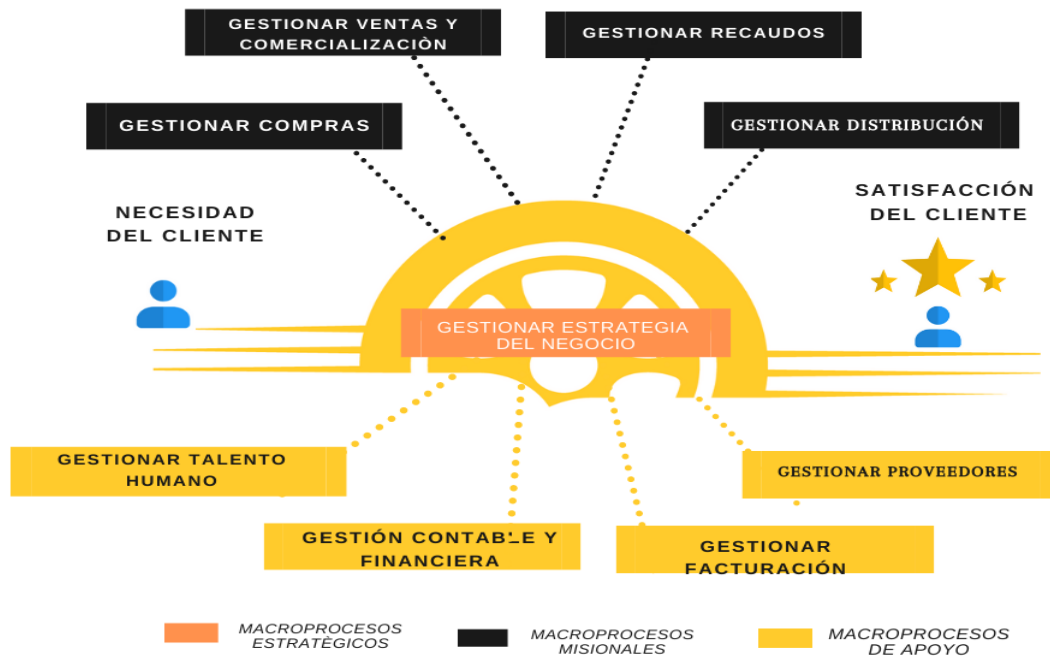 GESTIONAR VENTAS Y
COMERCIALIZACIÒN
GESTIONAR RECAUDOS
GESTIONAR COMPRAS
GESTIONAR DISTRIBUCIÓN
NECESIDAD
DEL CLIENTE
SATISFACCIÓN
DEL CLIENTE
GESTIONAR ESTRATEGIA
DEL NEGOCIO
GESTIONAR TALENTO
HUMANO
GESTIONAR PROVEEDORES
GESTIÓN CONTABLE Y
FINANCIERA
GESTIONAR
FACTURACIÓN
MACROPROCESOS
ESTRATÈGICOS
MACROPROCESOS
MISIONALES
MACROPROCESOS
DE APOYO